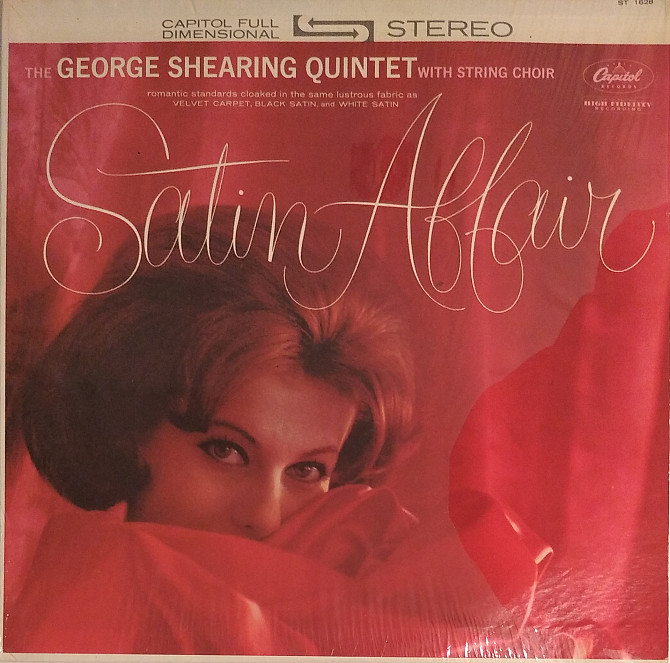 ST 1628
CAPITOL FULL
DIMENSIONAL
STEREO
THE GEORGE SHEARING QUINTET WITH STRING CHOIR
romantic standards cloaked in the same lustrous fabric as
VELVET CARPET, BLACK SATIN, and WHITE SATIN
Capitol
RECORDS
HIGH FIDELITY
RECORDING
Satin Affair